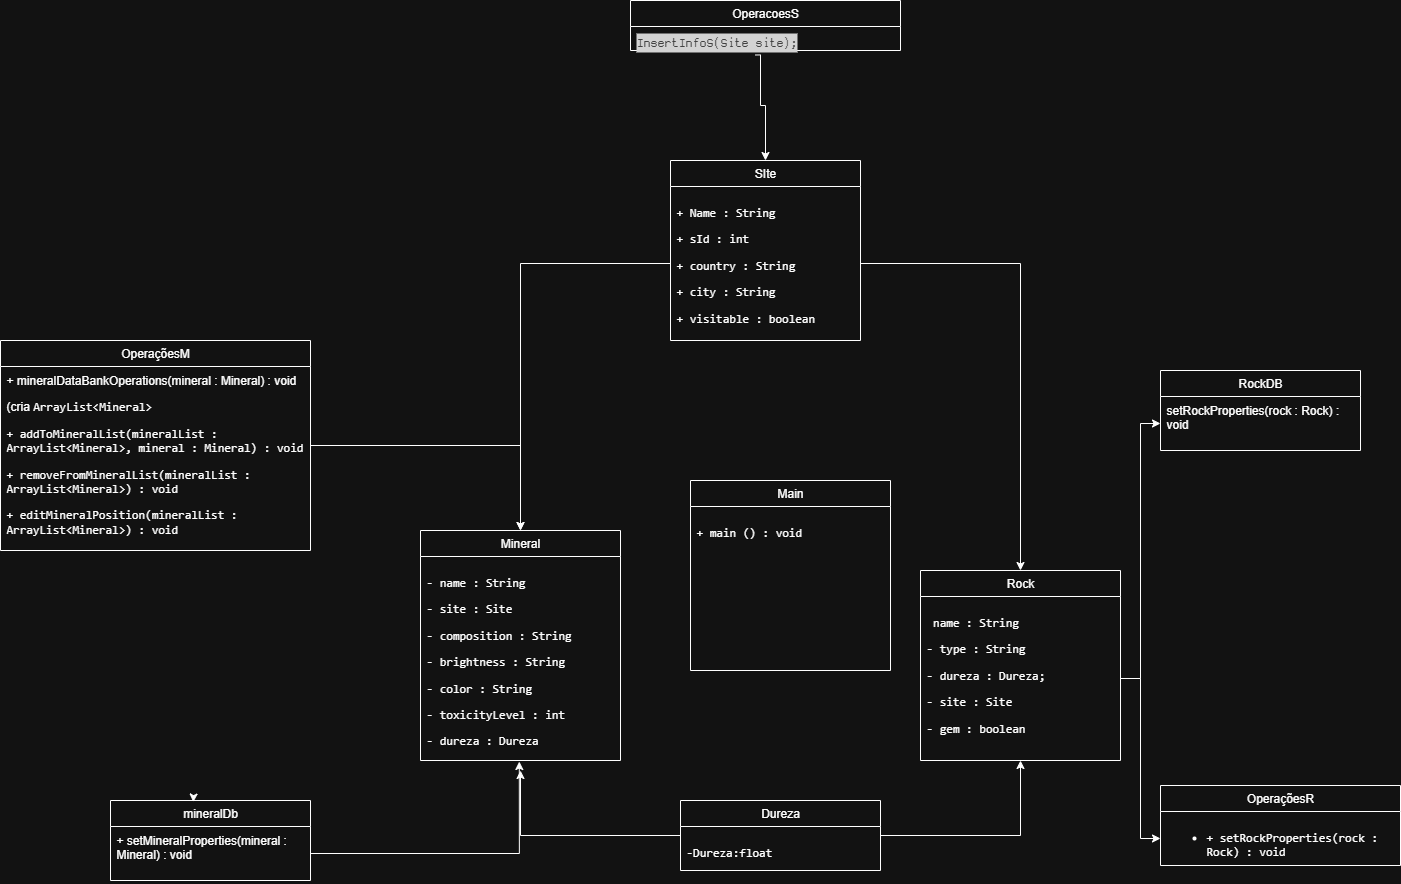 OperacoesS
InsertInfoS(Site site);
SIte
+ Name : String
+ sId : int
+ country : String
+ city : String
+ visitable : boolean
OperaçõesM
+ mineralDataBankOperations(mineral : Mineral) : void
(cria ArrayList<Mineral>
+ addToMineralList(mineralList :
ArrayList<Mineral>, mineral : Mineral) : void
+ removeFromMineralList(mineralList :
ArrayList<Mineral>) : void
+ editMineralPosition(mineralList :
ArrayList<Mineral>) : void
RockDB
setRockProperties(rock : Rock) :
void
Main
+ main () : void
Mineral
- name : String
- site : Site
- composition : String
- brightness : String
- color : String
- toxicityLevel : int
- dureza : Dureza
Rock
name : String
- type : String
- dureza : Dureza;
- site : Site
- gem : boolean
mineralDb
+ setMineralProperties(mineral :
Mineral) : void
Dureza
-Dureza:float
OperaçõesR
• + setRockProperties(rock :
Rock) : void